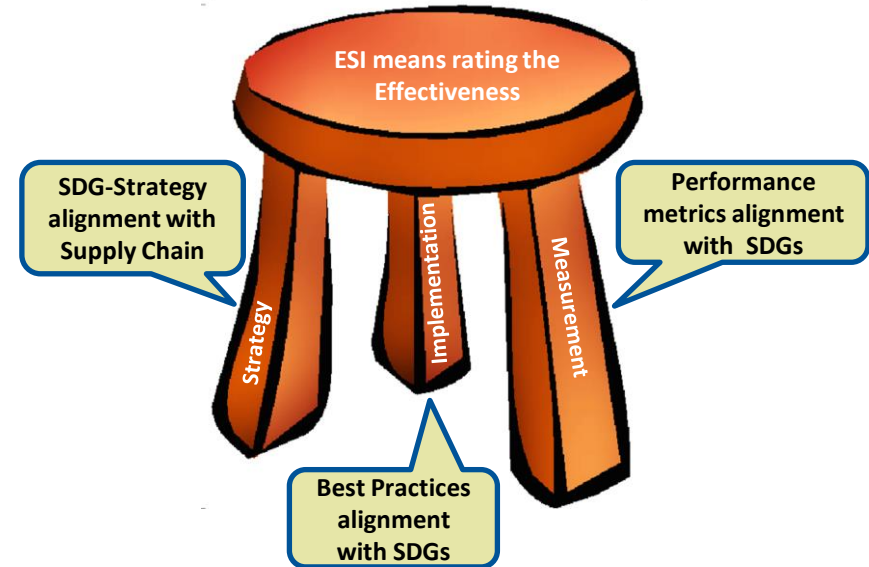 ESI means rating the
Effectiveness
SDG-Strategy
alignment with
Supply Chain
Performance
metrics alignment
with SDGs
Strategy
Implementation
Measurement
Best Practices
alignment
with SDGs